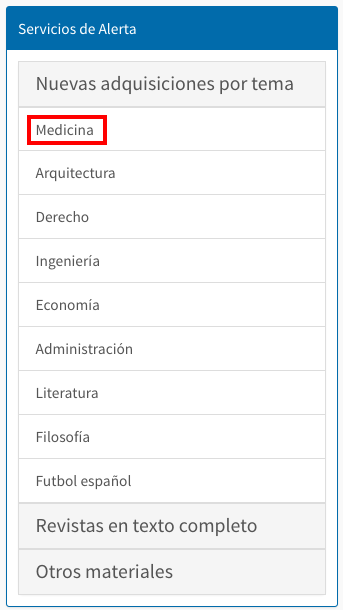 Servicios de Alerta
Nuevas adquisiciones por tema
Medicina
Arquitectura
Derecho
Ingeniería
Economía
Administración
Literatura
Filosofía
Futbol español
Revistas en texto completo
Otros materiales